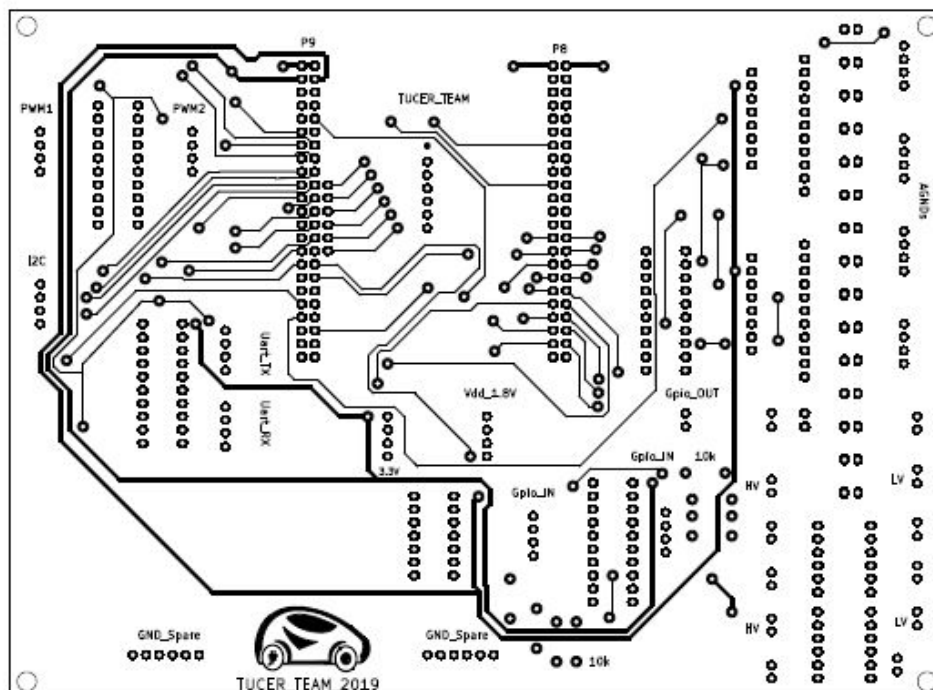 P9
P8
PWM1
PWM2
TUCER_TEAM
AGNDs
I2C
Uart_TX
Vdd_1.8V
Gpio_OUT
Uart_RX
3.3V
Gpio_IN
10k
Gpio_IN
HV
LV
HV
LV
GND_Spare
GND_Spare
10k
TUCER TEAM 2019